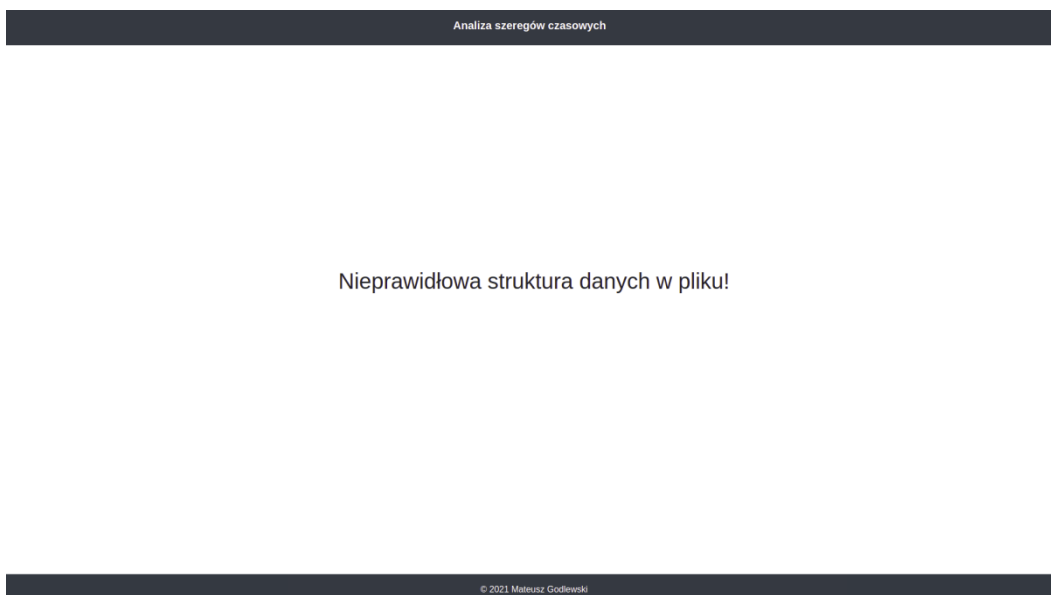 Analiza szeregów czasowych
Nieprawidłowa struktura danych w pliku!
© 2021 Mateusz Godlewski